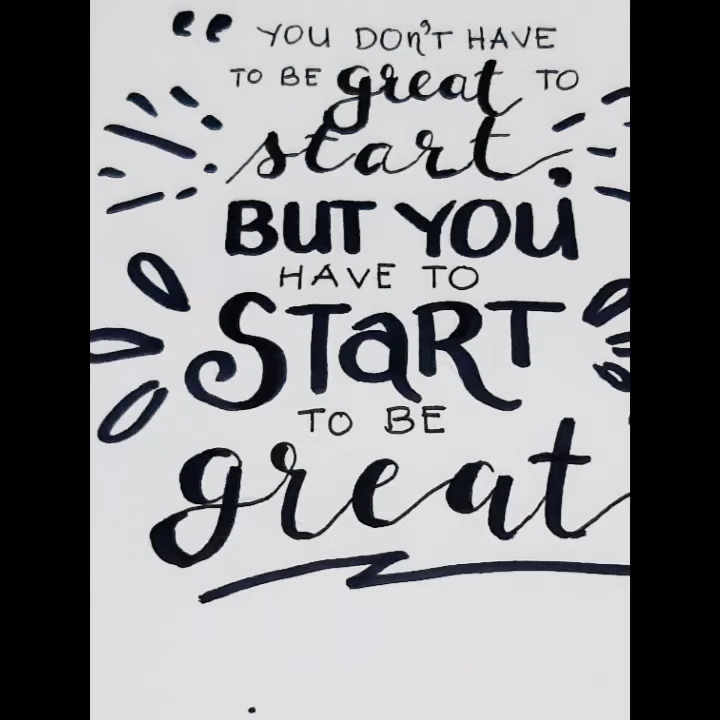 “ YOU DON'T HAVE
TO BE great TO
start,
BUT YOU
HAVE TO
START
TO BE
great